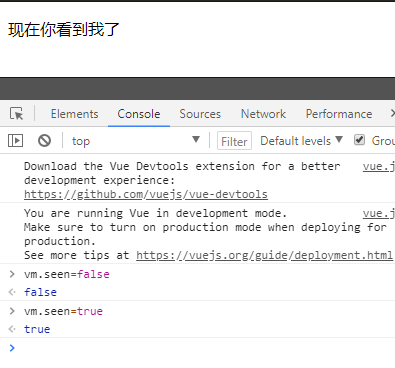 现在你看到我了
Elements Console Sources Network Performance
top Filter Default levels Grou
Download the Vue Devtools extension for a better vue.j
development experience:
https://github.com/vuejs/vue-devtools
You are running Vue in development mode. vue.j
Make sure to turn on production mode when deploying for
production.
See more tips at https://vuejs.org/guide/deployment.html
> vm.seen=false
false
> vm.seen=true
true
>